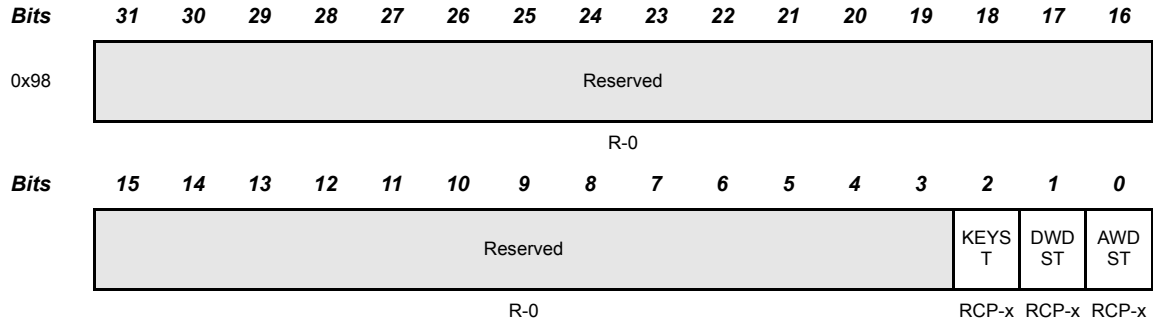 Bits 31 30 29 28 27 26 25 24 23 22 21 20 19 18 17 16
0x98 Reserved
R-0
Bits 15 14 13 12 11 10 9 8 7 6 5 4 3 2 1 0
Reserved KEYS DWD AWD
T ST ST
R-0 RCP-x RCP-x RCP-x